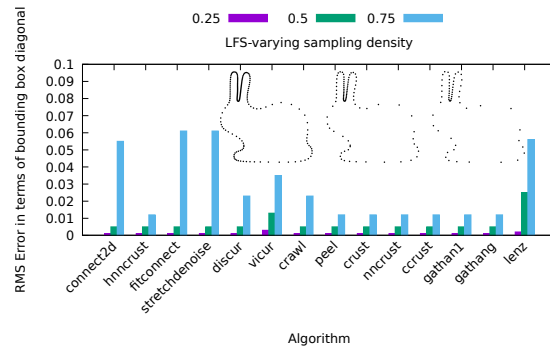 0.25 0.5 0.75
LFS-varying sampling density
RMS Error in terms of bounding box diagonal
0.1
0.09
0.08
0.07
0.06
0.05
0.04
0.03
0.02
0.01
0
connect2d
hnncrust
fitconnect
stretchdenoise
discur
vicur
crawl
peel
crust
nncrust
ccrust
gathan1
gathang
lenz
Algorithm